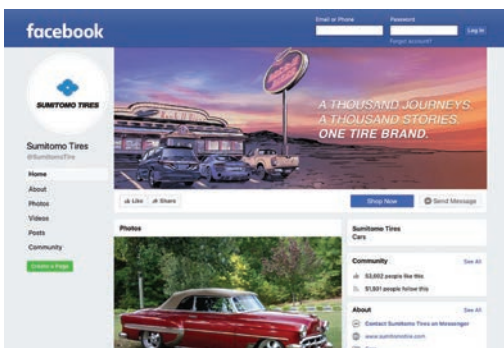 facebook
Email or Phone
Password
Log In
Forgot account?
SUMITOMO TIRES
A THOUSAND JOURNEYS.
A THOUSAND STORIES.
ONE TIRE BRAND.
Sumitomo Tires
@SumitomoTire
Home
About
Photos
Videos
Posts
Community
Create a Page
Like
Share
Shop Now
Send Message
Photos
Sumitomo Tires
Cars
Community
See All
53,002 people like this
51,931 people follow this
About
See All
Contact Sumitomo Tires on Messenger
www.sumitomotire.com